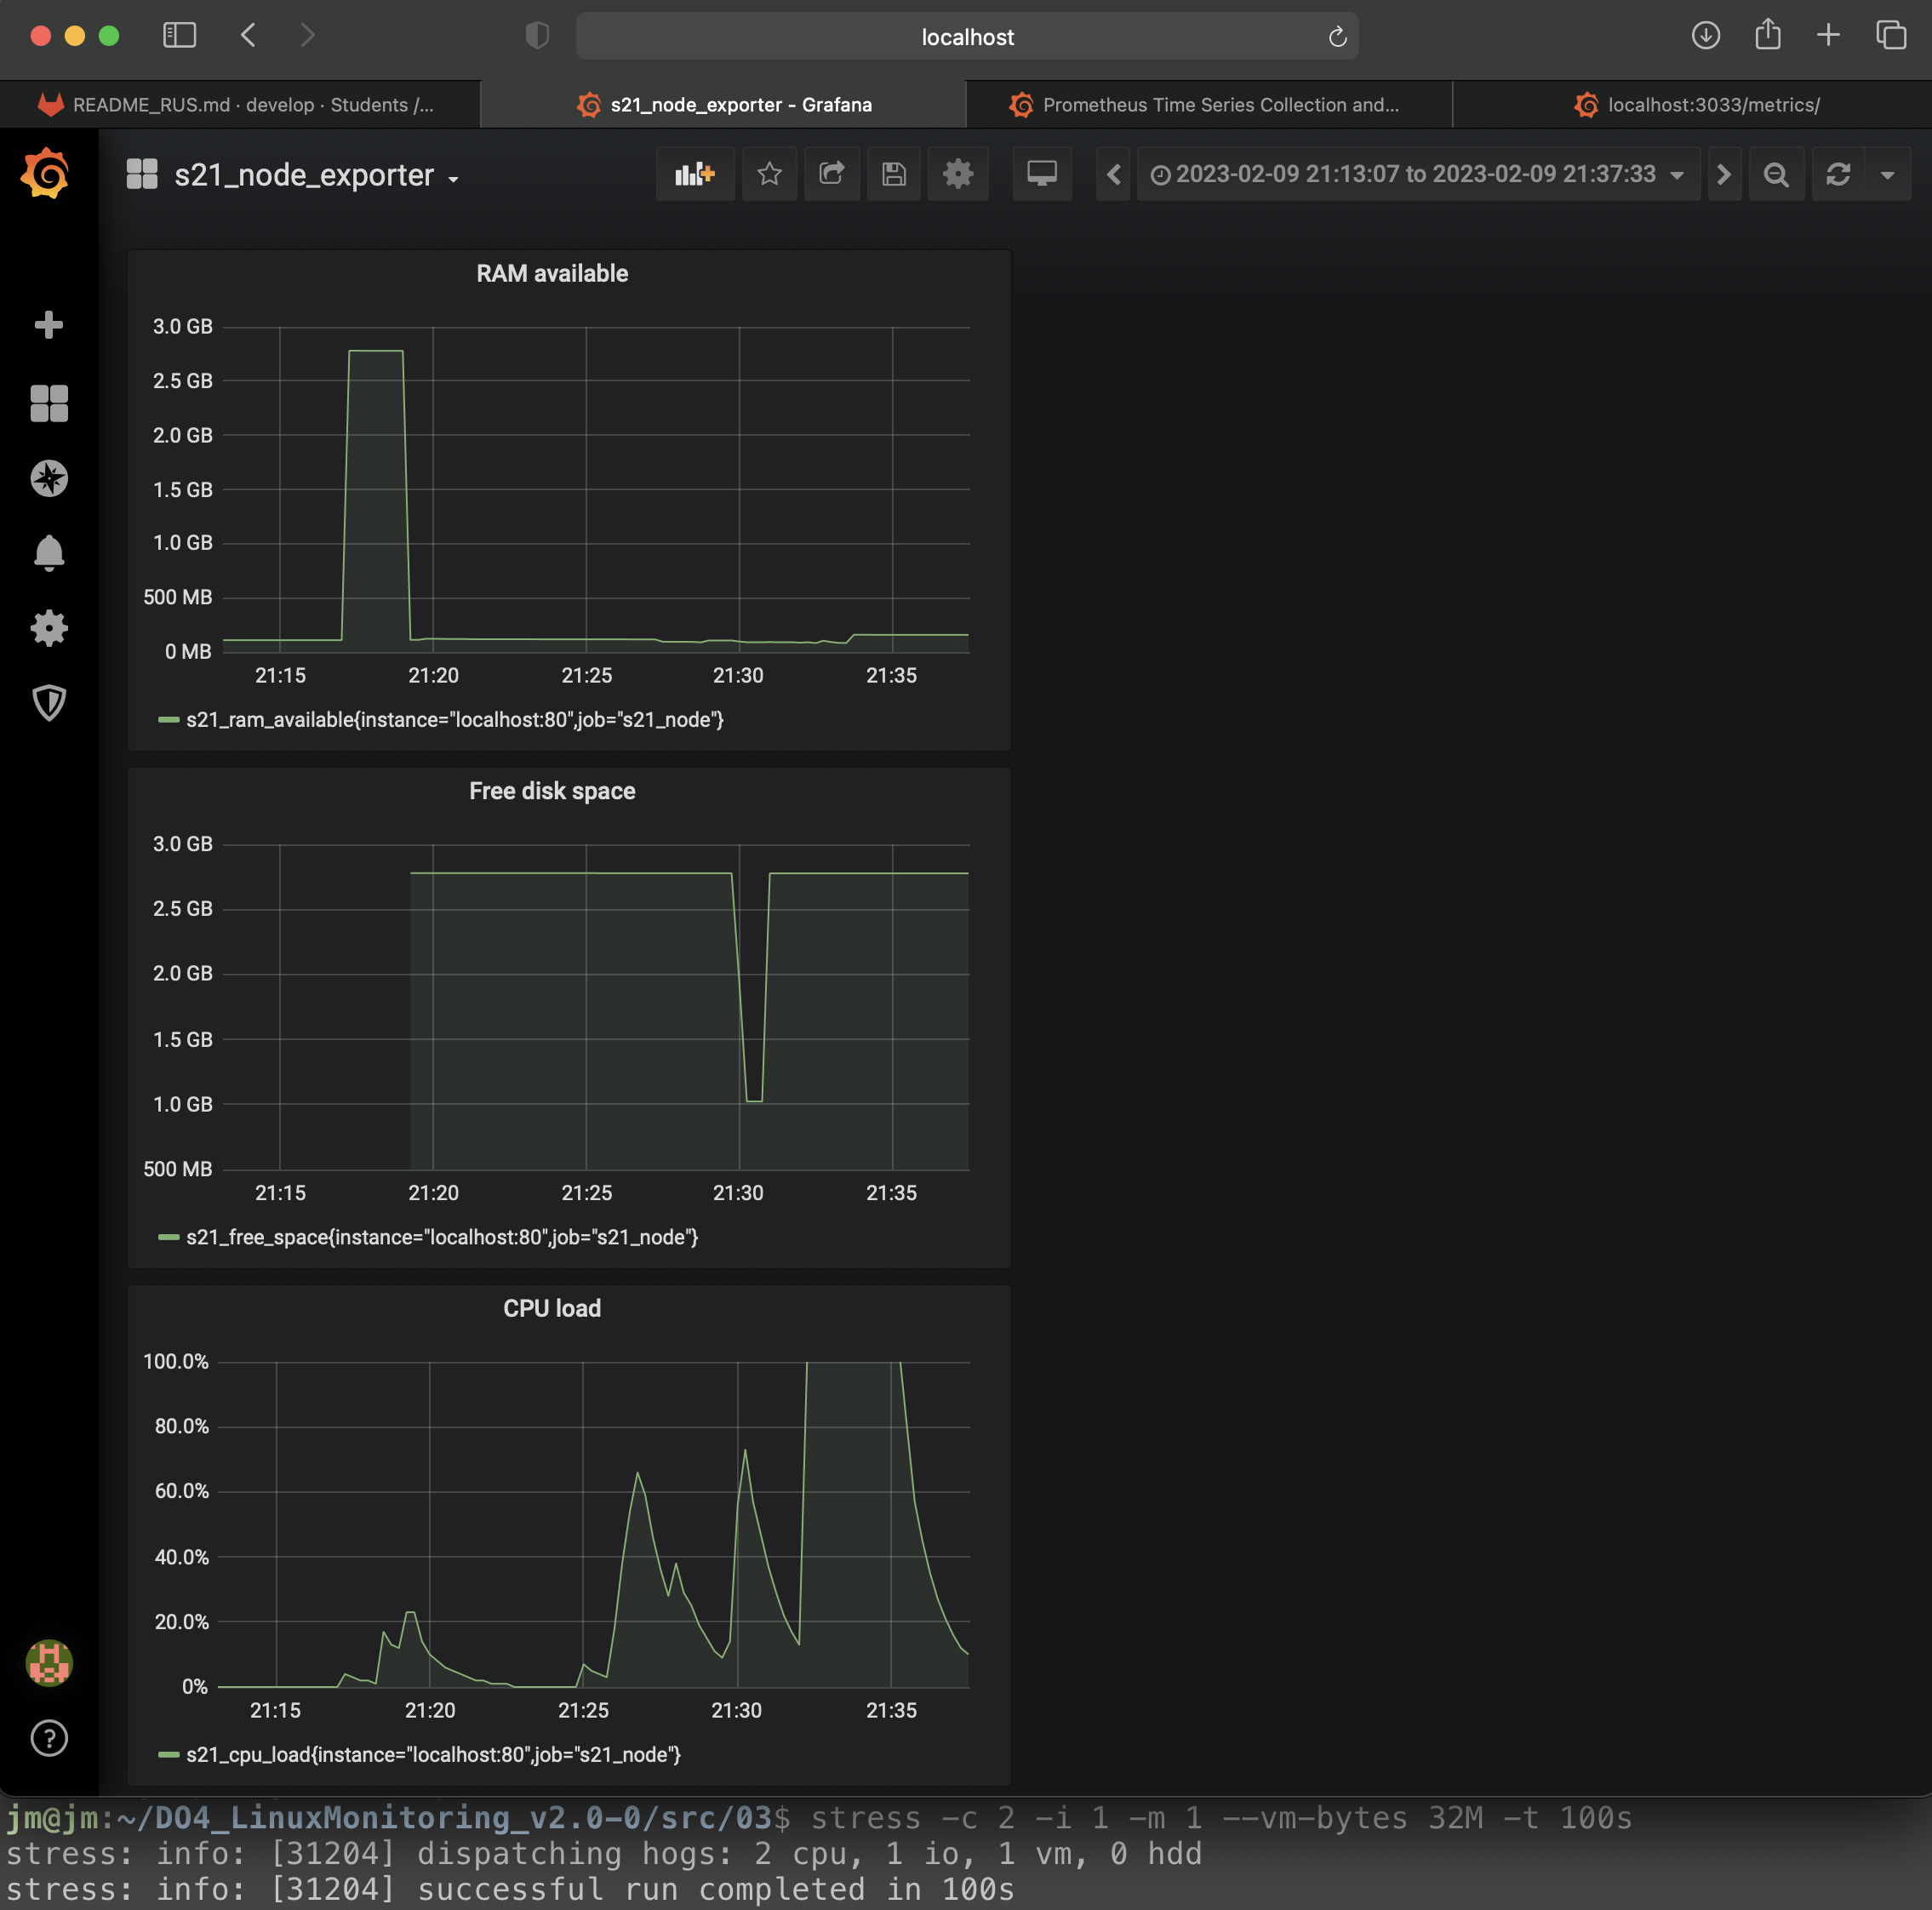 localhost
README_RUS.md · develop · Students /...
s21_node_exporter - Grafana
Prometheus Time Series Collection and...
localhost:3033/metrics/
s21_node_exporter
2023-02-09 21:13:07 to 2023-02-09 21:37:33
RAM available
3.0 GB
2.5 GB
2.0 GB
1.5 GB
1.0 GB
500 MB
0 MB
21:15 21:20 21:25 21:30 21:35
s21_ram_available{instance="localhost:80",job="s21_node"}
Free disk space
3.0 GB
2.5 GB
2.0 GB
1.5 GB
1.0 GB
500 MB
21:15 21:20 21:25 21:30 21:35
s21_free_space{instance="localhost:80",job="s21_node"}
CPU load
100.0%
80.0%
60.0%
40.0%
20.0%
0%
21:15 21:20 21:25 21:30 21:35
s21_cpu_load{instance="localhost:80",job="s21_node"}
jm@jm:~/DO4_LinuxMonitoring_v2.0-0/src/03$ stress -c 2 -i 1 -m 1 --vm-bytes 32M -t 100s
stress: info: [31204] dispatching hogs: 2 cpu, 1 io, 1 vm, 0 hdd
stress: info: [31204] successful run completed in 100s